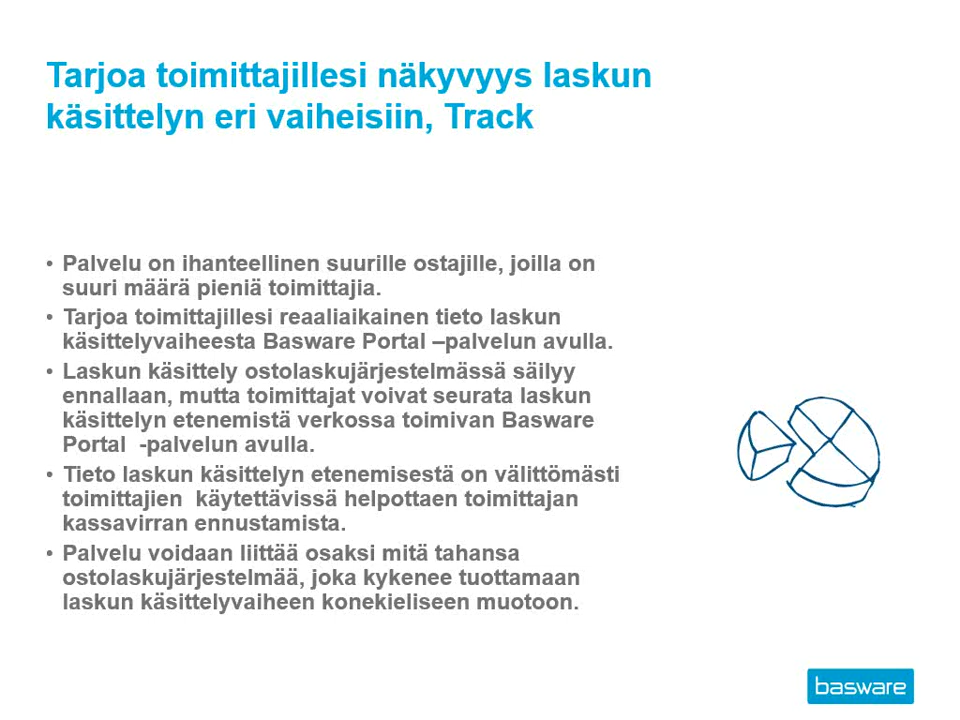 Tarjoa toimittajillesi näkyvyys laskun
käsittelyn eri vaiheisiin, Track
• Palvelu on ihanteellinen suurille ostajille, joilla on
suuri määrä pieniä toimittajia.
• Tarjoa toimittajillesi reaaliaikainen tieto laskun
käsittelyvaiheesta Basware Portal –palvelun avulla.
• Laskun käsittely ostolaskujärjestelmässä säilyy
ennallaan, mutta toimittajat voivat seurata laskun
käsittelyn etenemistä verkossa toimivan Basware
Portal -palvelun avulla.
• Tieto laskun käsittelyn etenemisestä on välittömästi
toimittajien käytettävissä helpottaen toimittajan
kassavirran ennustamista.
• Palvelu voidaan liittää osaksi mitä tahansa
ostolaskujärjestelmää, joka kykenee tuottamaan
laskun käsittelyvaiheen konekieliseen muotoon.
basware